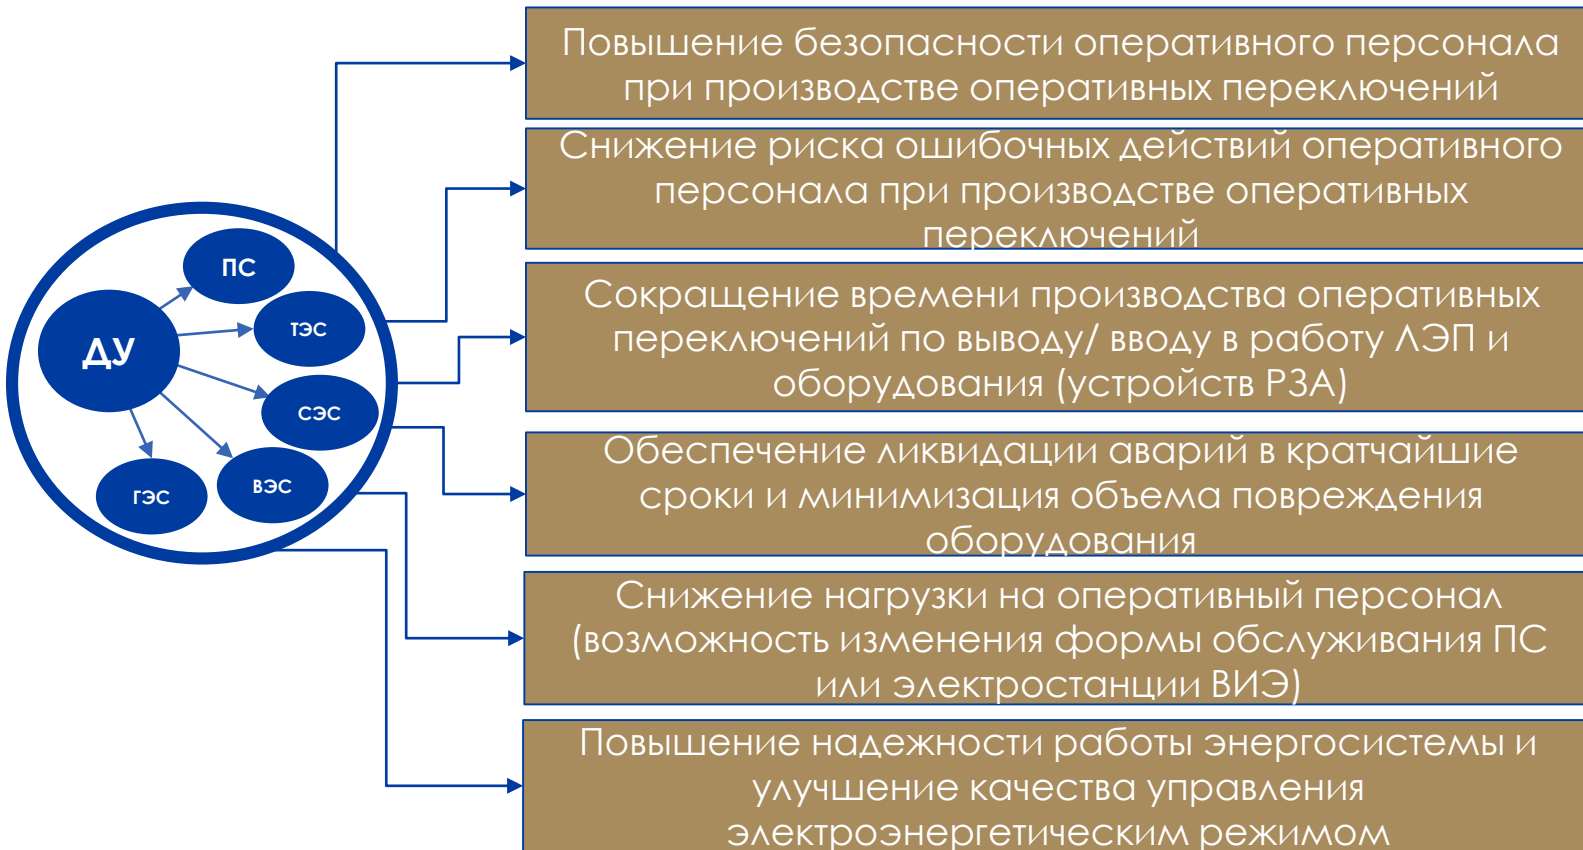 Повышение безопасности оперативного персонала
при производстве оперативных переключений
Снижение риска ошибочных действий оперативного
персонала при производстве оперативных
переключений
Сокращение времени производства оперативных
переключений по выводу/ вводу в работу ЛЭП и
оборудования (устройств РЗА)
Обеспечение ликвидации аварий в кратчайшие
сроки и минимизация объема повреждения
оборудования
Снижение нагрузки на оперативный персонал
(возможность изменения формы обслуживания ПС
или электростанции ВИЭ)
Повышение надежности работы энергосистемы и
улучшение качества управления
электроэнергетическим режимом
ДУ
ПС
ТЭС
СЭС
ВЭС
ГЭС